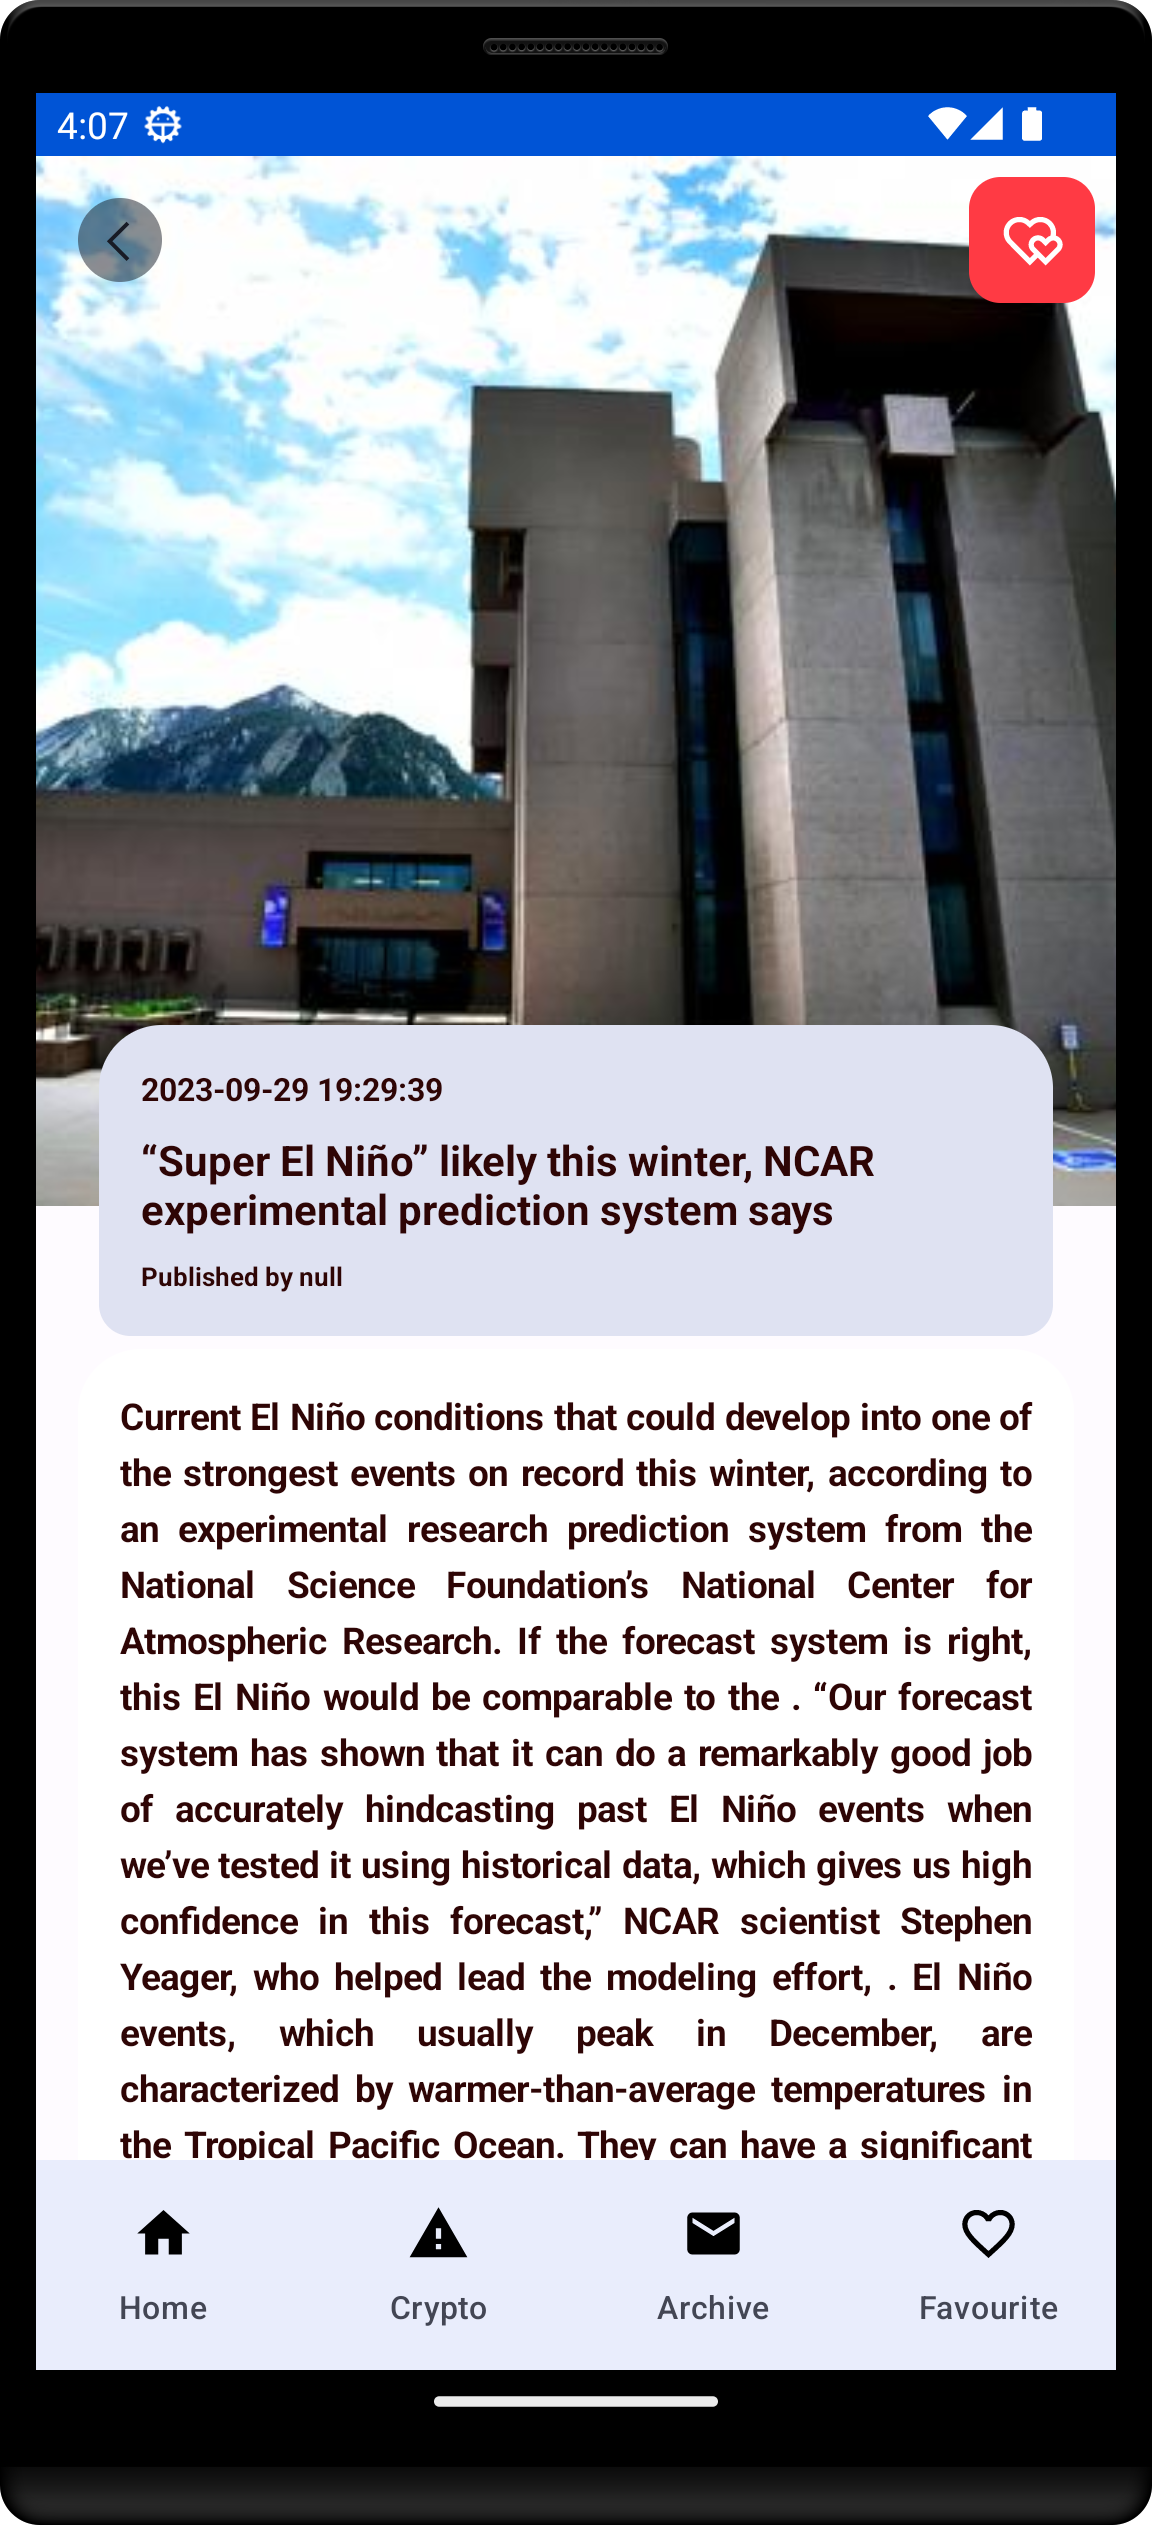 4:07
2023-09-29 19:29:39
“Super El Niño” likely this winter, NCAR
experimental prediction system says
Published by null
Current El Niño conditions that could develop into one of
the strongest events on record this winter, according to
an experimental research prediction system from the
National Science Foundation’s National Center for
Atmospheric Research. If the forecast system is right,
this El Niño would be comparable to the . “Our forecast
system has shown that it can do a remarkably good job
of accurately hindcasting past El Niño events when
we’ve tested it using historical data, which gives us high
confidence in this forecast,” NCAR scientist Stephen
Yeager, who helped lead the modeling effort, . El Niño
events, which usually peak in December, are
characterized by warmer-than-average temperatures in
the Tropical Pacific Ocean. They can have a significant
Home
Crypto
Archive
Favourite